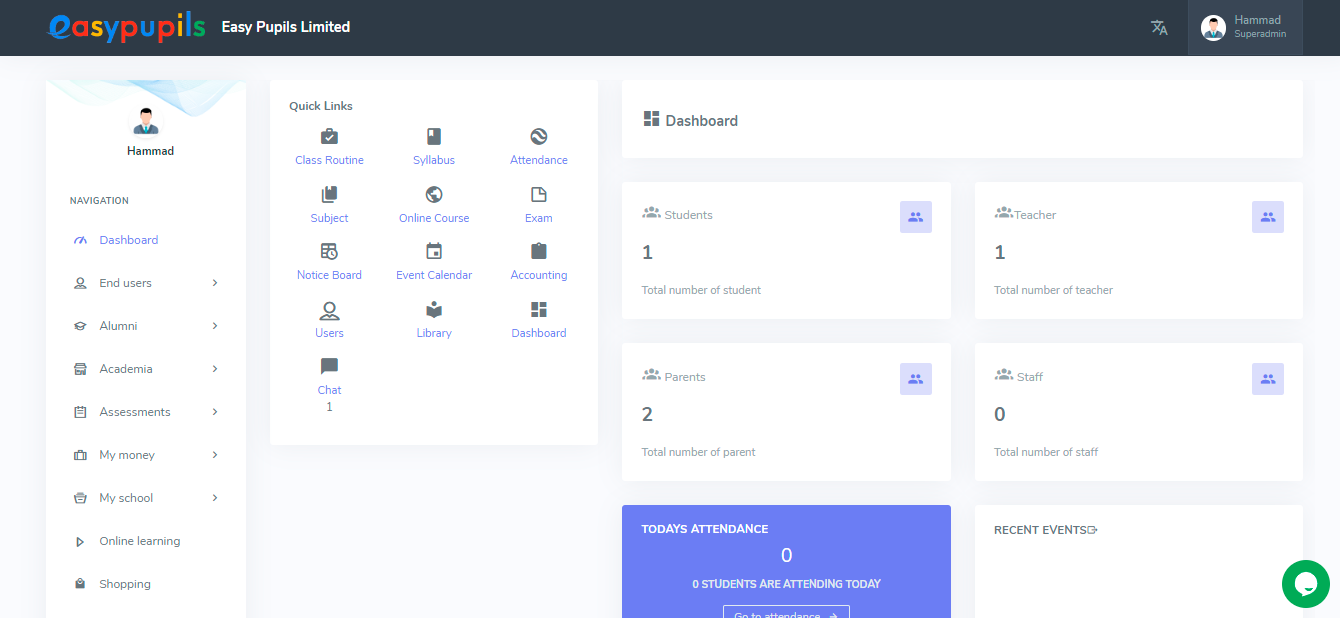 easypupils
Easy Pupils Limited
Hammad
Superadmin
Hammad
NAVIGATION
Dashboard
End users
Alumni
Academia
Assessments
My money
My school
Online learning
Shopping
Quick Links
Class Routine
Syllabus
Attendance
Subject
Online Course
Exam
Notice Board
Event Calendar
Accounting
Users
Library
Dashboard
Chat
1
Dashboard
Students
1
Total number of student
Teacher
1
Total number of teacher
Parents
2
Total number of parent
Staff
0
Total number of staff
TODAYS ATTENDANCE
0
0 STUDENTS ARE ATTENDING TODAY
Go to attendance
RECENT EVENTS